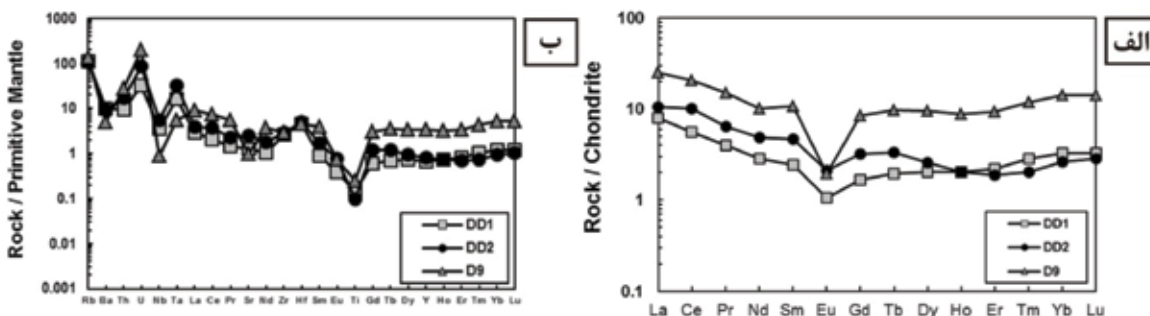 ب
1000
100
10
1
0.1
0.01
0.001
Rock / Primitive Mantle
DD1
DD2
D9
Rb Ba Th U Nb Ta La Ce Pr Sr Nd Zr Hf Sm Eu Ti Gd Tb Dy Y Ho Er Tm Yb Lu
الف
100
10
1
0.1
Rock / Chondrite
DD1
DD2
D9
La Ce Pr Nd Sm Eu Gd Tb Dy Ho Er Tm Yb Lu